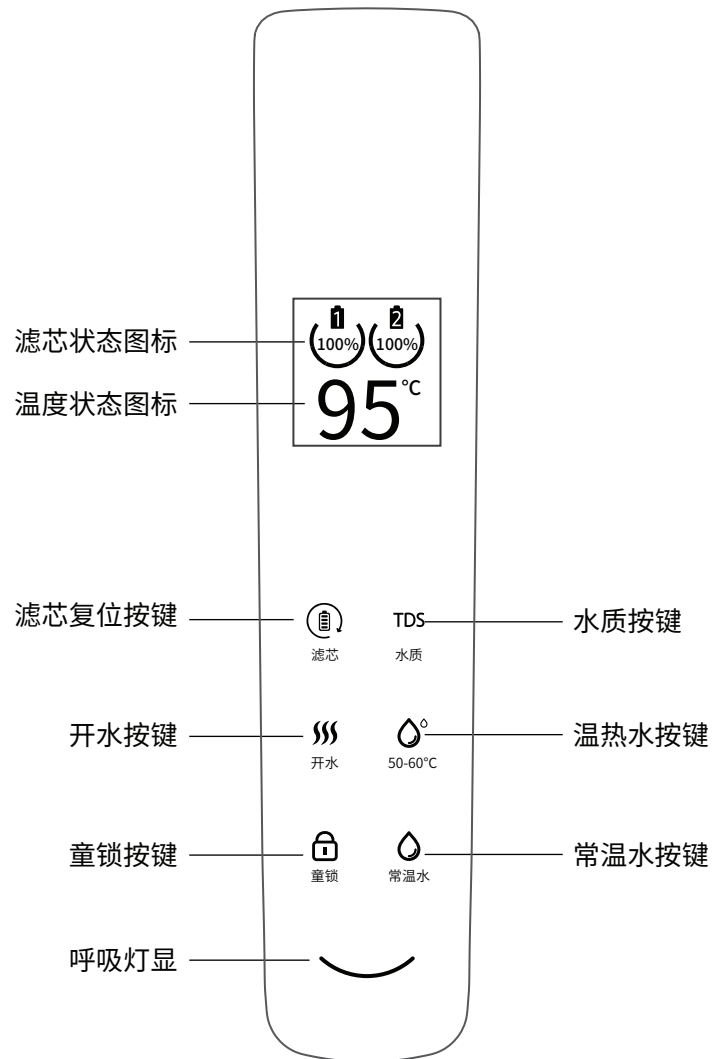 1 2
滤芯状态图标 100% 100%
温度状态图标 95℃
滤芯复位按键 TDS 水质按键
滤芯 水质
开水按键 温热水按键
开水 50-60℃
童锁按键 常温水按键
童锁 常温水
呼吸灯显